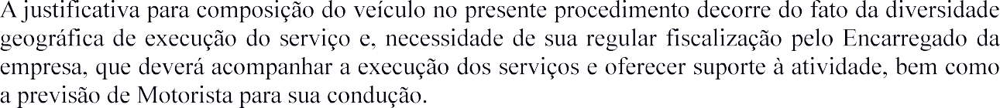 A justificativa para composição do veículo no presente procedimento decorre do fato da diversidade
geográfica de execução do serviço e, necessidade de sua regular fiscalização pelo Encarregado da
empresa, que deverá acompanhar a execução dos serviços e oferecer suporte à atividade, bem como
a previsão de Motorista para sua condução.